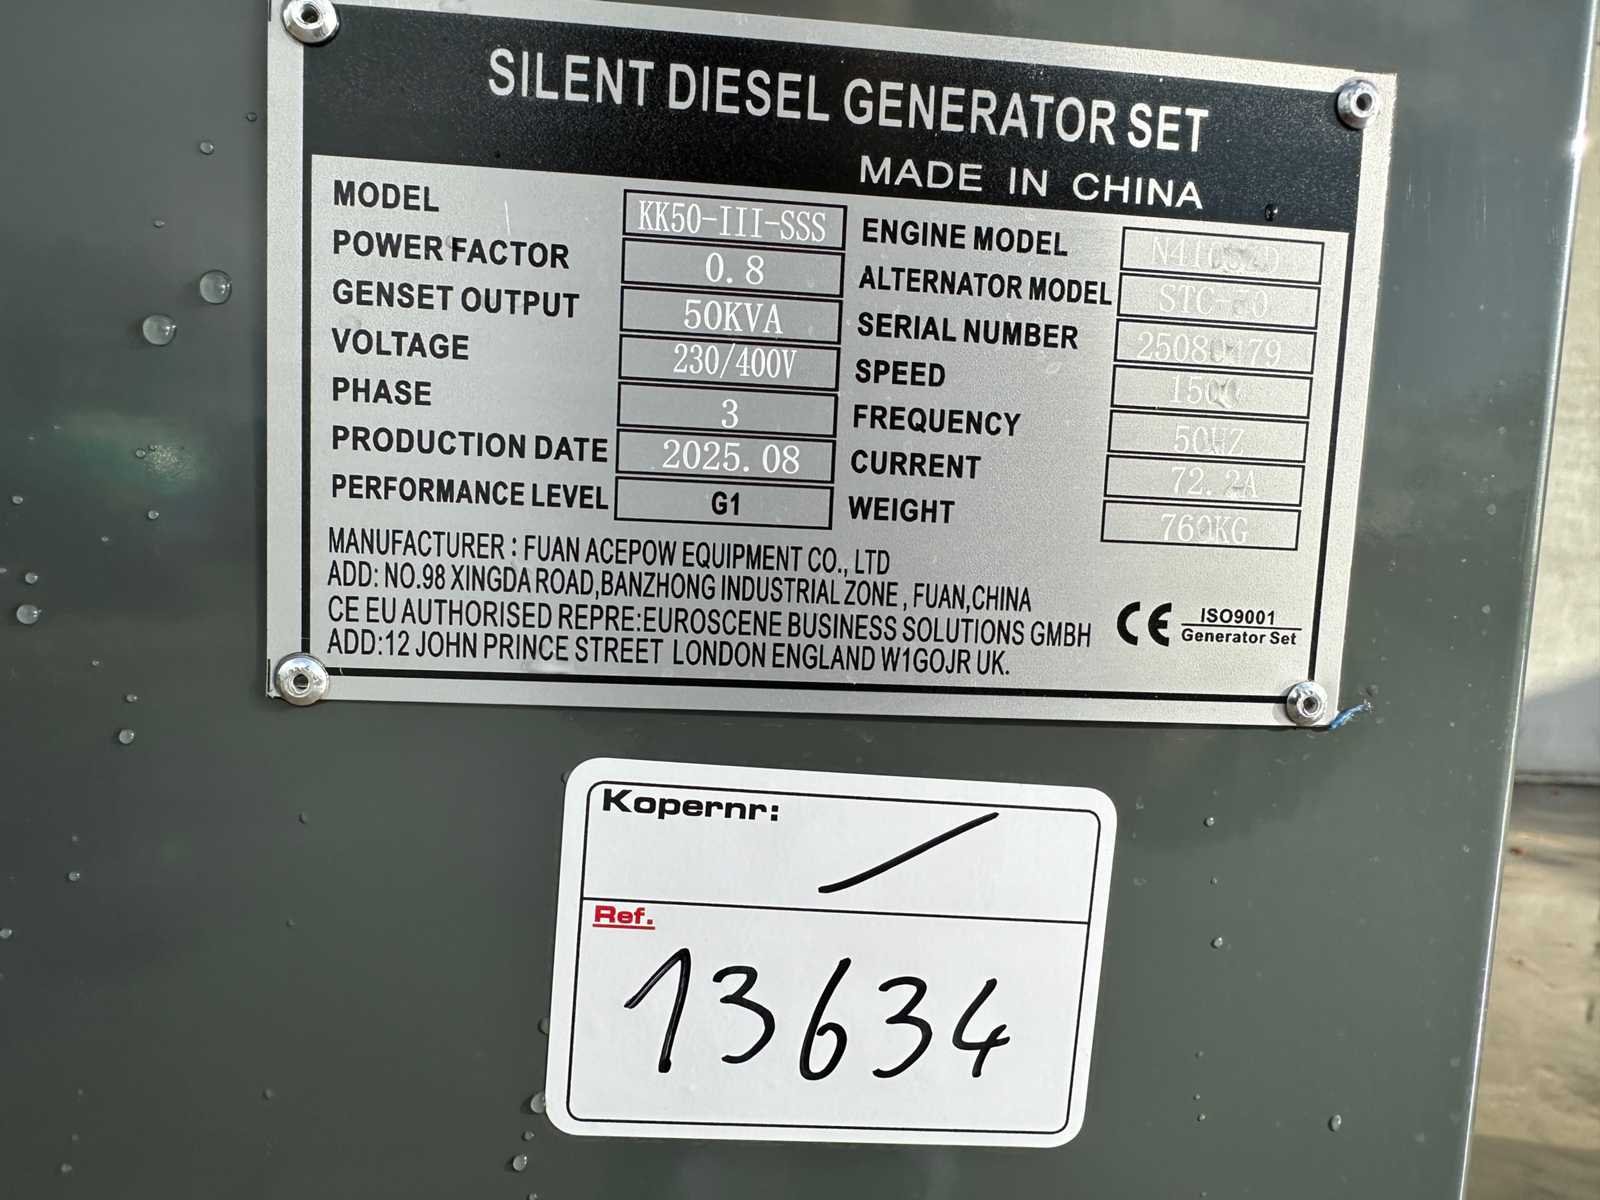 SILENT DIESEL GENERATOR SET
MADE IN CHINA
MODEL KK50-III-SSS
POWER FACTOR 0.8
GENSET OUTPUT 50KVA
VOLTAGE 230/400V
PHASE 3
PRODUCTION DATE 2025.08
PERFORMANCE LEVEL G1
ENGINE MODEL
ALTERNATOR MODEL
SERIAL NUMBER
SPEED 1500
FREQUENCY 50HZ
CURRENT 72.2A
WEIGHT 760KG
MANUFACTURER : FUAN ACEPOW EQUIPMENT CO., LTD
ADD: NO.98 XINGDA ROAD,BANZHONG INDUSTRIAL ZONE , FUAN,CHINA
CE EU AUTHORISED REPRE:EUROSCENE BUSINESS SOLUTIONS GMBH
ADD:12 JOHN PRINCE STREET LONDON ENGLAND W1GOJR UK.
CE
ISO9001
Generator Set
Kopernr: /
Ref.
13634